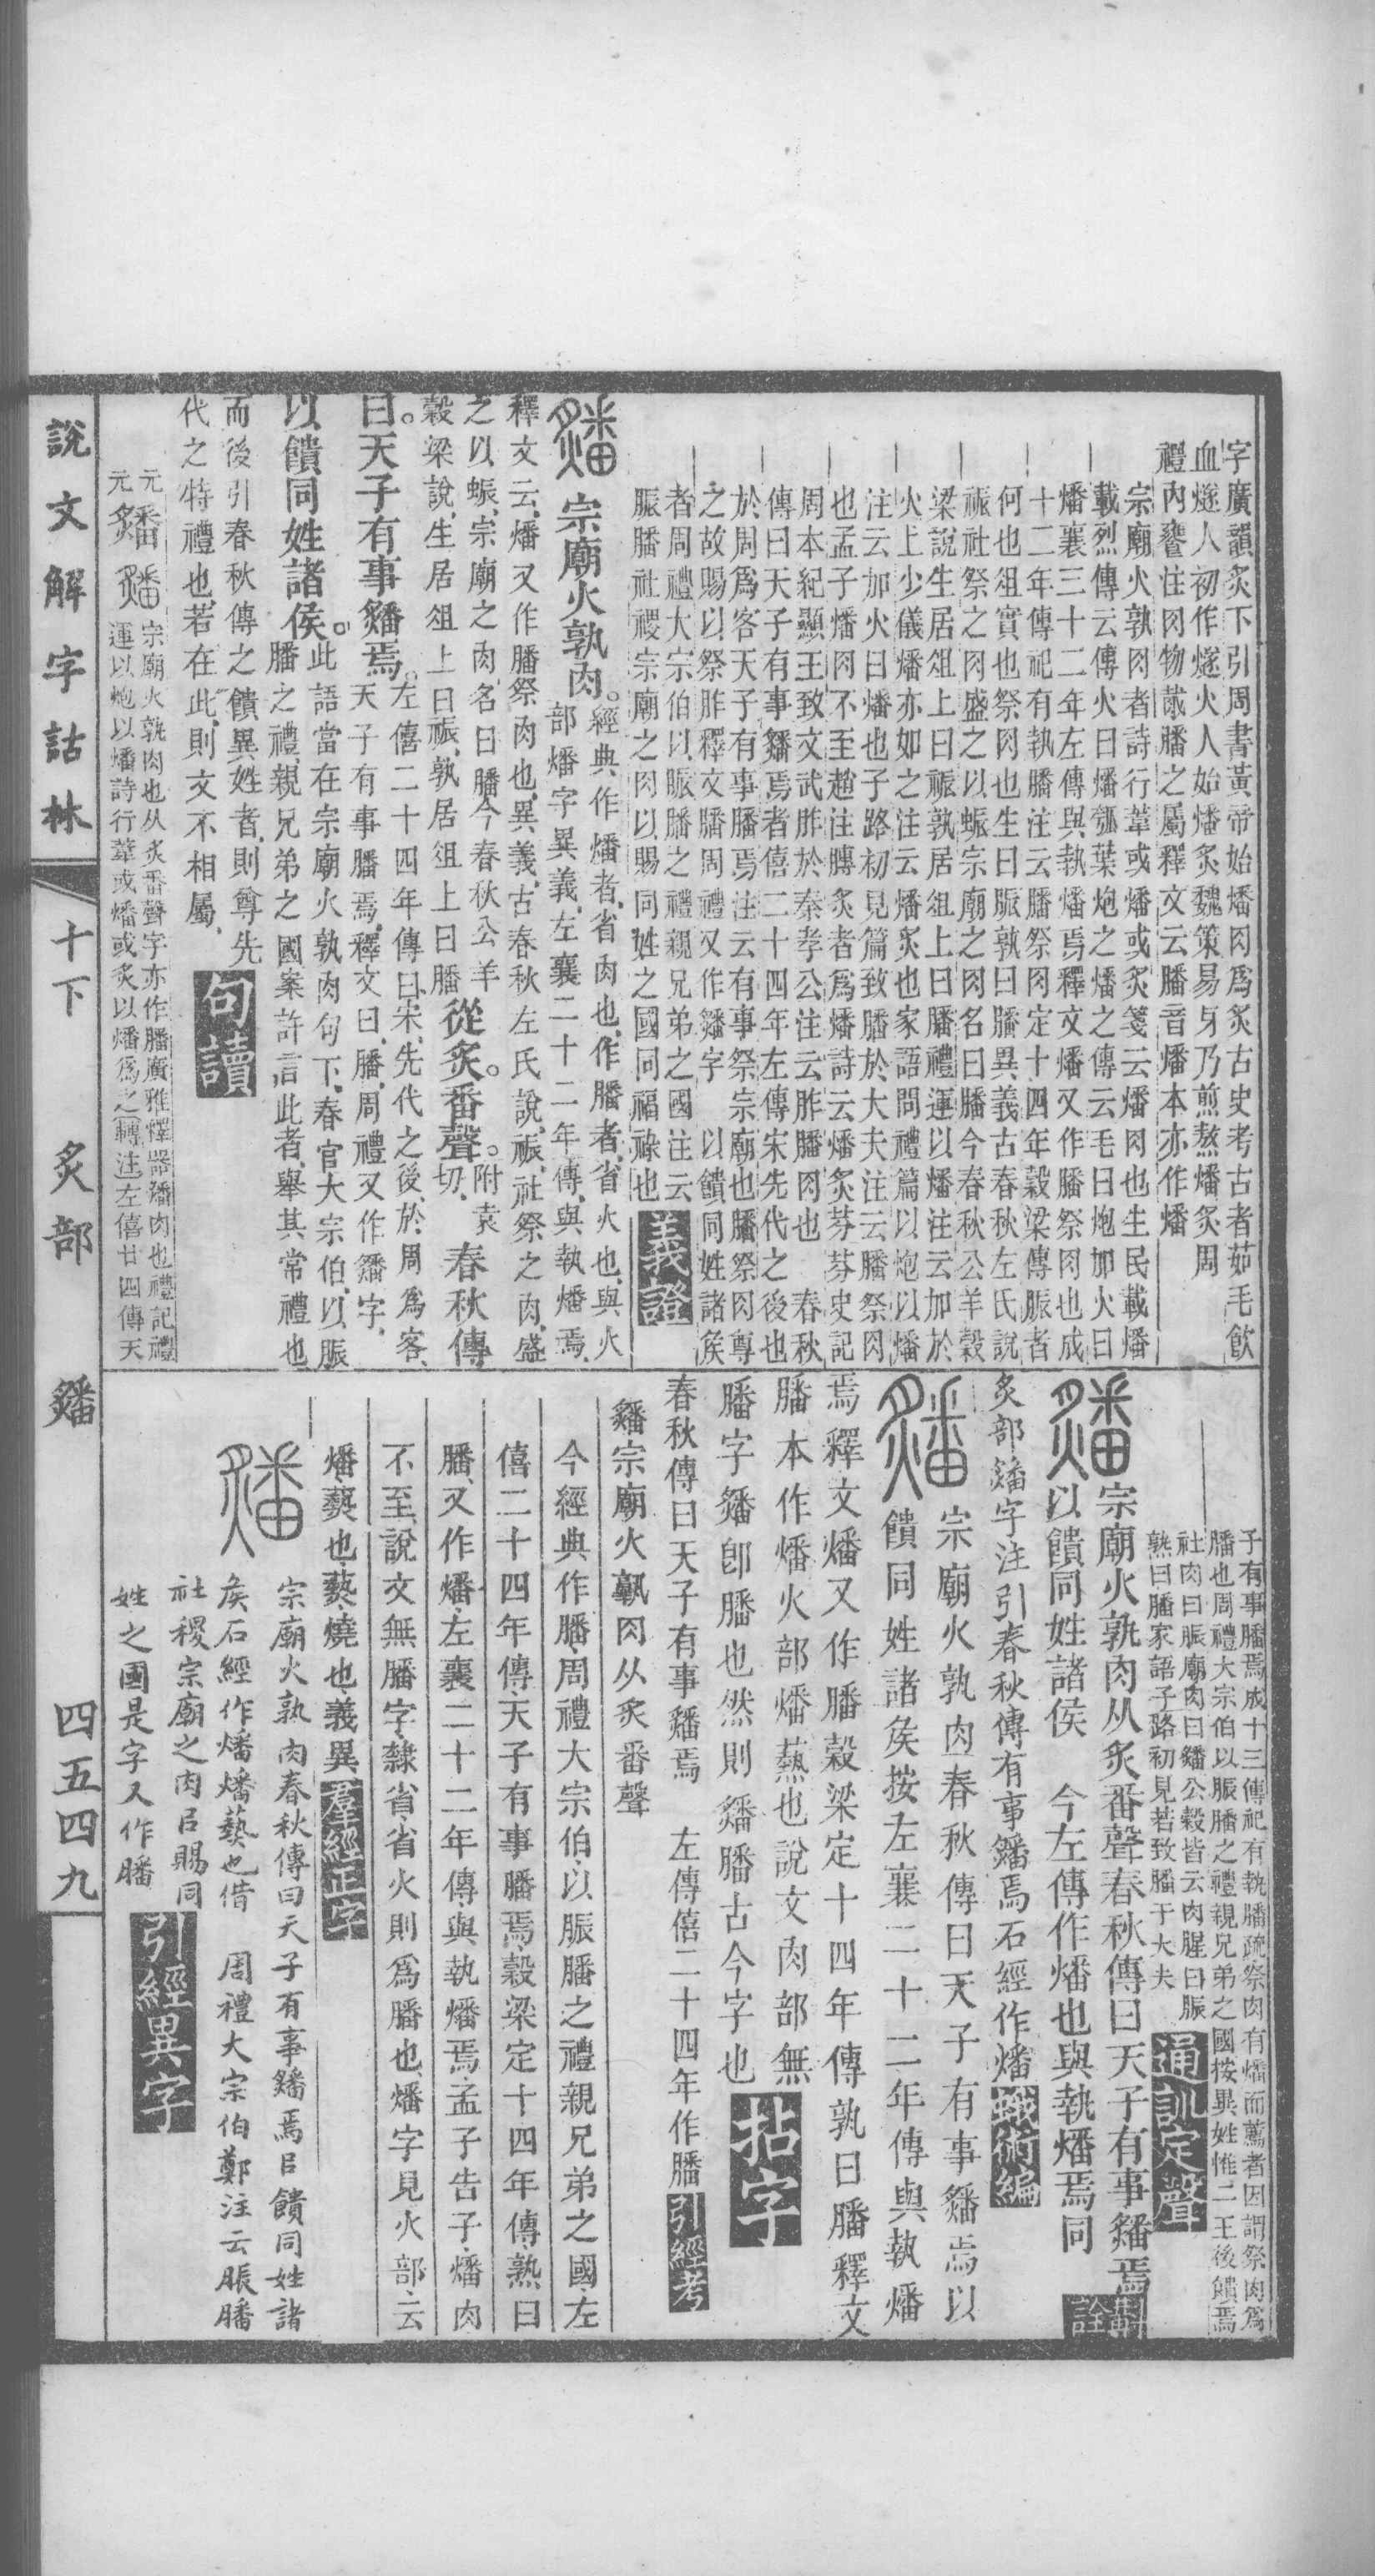 字廣韻炙下引周書黃帝始燔肉爲炙古史考古者茹毛飲
血燧人初作燧火人始燔炙魏策易牙乃煎熬燔炙周
禮內饔注肉物胾膰之屬釋文云膰音燔本亦作燔
宗廟火孰肉者詩行葦或燔或炙箋云燔肉也生民載燔
載烈傳云傳火曰燔瓠葉炮之燔之傳云毛曰炮加火曰
燔襄二十二年左傳與執燔焉釋文燔又作膰祭肉也成
十三年傳祀有執膰注云膰祭肉定十四年穀梁傳脤者
何也俎實也祭肉也生曰脤孰曰膰異義古春秋左氏說
祳社祭之肉盛之以蜃宗廟之肉名曰膰今春秋公羊穀
梁說生居俎上曰祳孰居俎上曰膰禮運以燔注云加於
火上少儀燔亦如之注云燔炙也家語問禮篇以炮以燔
注云加火曰燔也子路初見篇致膰於大夫注云膰祭肉
也孟子燔肉不至趙注膞炙者爲燔詩云燔炙芬芬史記
周本紀顯王致文武胙於秦孝公注云胙膰肉也　春秋
傳曰天子有事䊩焉者僖二十四年左傳宋先代之後也
於周爲客天子有事膰焉注云有事祭宗廟也膰祭肉尊
之故賜以祭胙釋文膰周禮又作䊩字　以饋同姓諸侯
者周禮大宗伯以脤膰之禮親兄弟之國注云
脤膰社稷宗廟之肉以賜同姓之國同福祿也義證
宗廟火孰肉。經典作燔者、省肉也、作膰者、省火也、與火
部燔字異義、左襄二十二年傳、與執燔焉、
釋文云、燔又作膰、祭肉也、異義、古春秋左氏說、祳、社祭之肉、盛
之以蜃、宗廟之肉、名曰膰、今春秋公羊
穀梁說、生居俎上曰祳、孰居俎上曰膰從炙。番聲。附袁切、春秋傳
曰。天子有事䊩焉。左僖二十四年傳曰、宋、先代之後、於周爲客、
天子有事膰焉、釋文曰、膰、周禮又作䊩字、
以饋同姓諸侯。此語當在宗廟火孰肉句下、春官大宗伯、以脤
膰之禮、親兄弟之國、案許言此者、舉其常禮也
而後引春秋傳之饋異姓者、則尊先
代之特禮也、若在此、則文不相屬、句讀
宗廟火孰肉也从炙番聲字亦作膰廣雅釋器膰肉也禮記禮
運以炮以燔詩行葦或燔或炙以燔爲之轉注左僖廿四傳天
說文解字詁林　十下　炙部　䊩　四五四九
子有事膰焉成十三傳祀有執膰疏祭肉有燔而薦者因謂祭肉爲
膰也周禮大宗伯以脤膰之禮親兄弟之國按異姓惟二王後饋焉
社肉曰脤廟肉曰䊩公穀皆云肉腥曰脤
熟曰膰家語子路初見若致膰于大夫通訓定聲
宗廟火孰肉从炙番聲春秋傳曰天子有事䊩焉
以饋同姓諸侯　今左傳作燔也與執燔焉同斠詮
炙部䊩字注引春秋傳有事䊩焉石經作燔蛾術編
宗廟火孰肉春秋傳曰天子有事䊩焉以
饋同姓諸侯按左襄二十二年傳與執燔
焉釋文燔又作膰穀梁定十四年傳孰曰膰釋文
膰本作燔火部燔爇也說文肉部無
膰字䊩卽膰也然則䊩膰古今字也拈字
春秋傳曰天子有事䊩焉　左傳僖二十四年作膰引經考
䊩宗廟火孰肉从炙番聲
今經典作膰、周禮大宗伯、以脤膰之禮親兄弟之國、左
僖二十四年傳、天子有事膰焉、穀梁定十四年傳、熟曰
膰、又作燔、左襄二十二年傳、與執燔焉、孟子告子、燔肉
不至、說文無膰字、隸省省火則爲膰也、燔字見火部、云
燔、爇也、爇、燒也、義異羣經正字
宗廟火孰肉春秋傳曰天子有事䊩焉㠯饋同姓諸
侯石經作燔燔爇也借　周禮大宗伯鄭注云脤膰
社稷宗廟之肉㠯賜同
姓之國是字又作膰引經異字